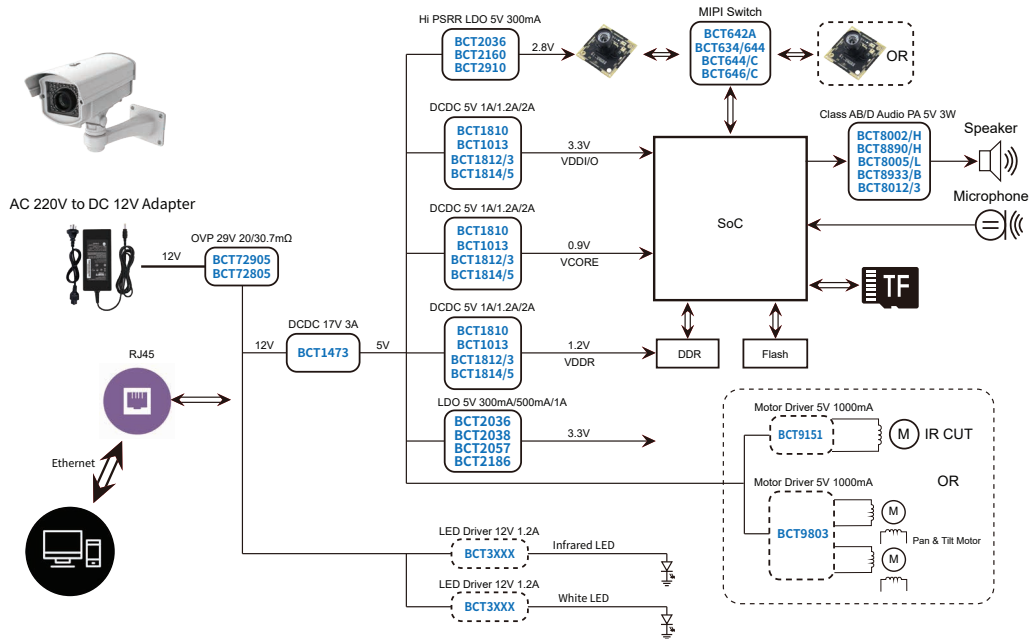 Hi PSRR LDO 5V 300mA
BCT2036
BCT2160
BCT2910
2.8V
MIPI Switch
BCT642A
BCT634/644
BCT644/C
BCT646/C
OR
DCDC 5V 1A/1.2A/2A
BCT1810
BCT1013
BCT1812/3
BCT1814/5
3.3V
VDDI/O
Class AB/D Audio PA 5V 3W
BCT8002/H
BCT8890/H
BCT8005/L
BCT8933/B
BCT8012/3
Speaker
Microphone
SoC
AC 220V to DC 12V Adapter
12V
OVP 29V 20/30.7mΩ
BCT72905
BCT72805
DCDC 5V 1A/1.2A/2A
BCT1810
BCT1013
BCT1812/3
BCT1814/5
0.9V
VCORE
TF
12V
DCDC 17V 3A
BCT1473
5V
DCDC 5V 1A/1.2A/2A
BCT1810
BCT1013
BCT1812/3
BCT1814/5
1.2V
VDDR
DDR
Flash
RJ45
Ethernet
LDO 5V 300mA/500mA/1A
BCT2036
BCT2038
BCT2057
BCT2186
3.3V
Motor Driver 5V 1000mA
BCT9151
M
IR CUT
OR
Motor Driver 5V 1000mA
BCT9803
M
Pan & Tilt Motor
M
LED Driver 12V 1.2A
BCT3XXX
Infrared LED
LED Driver 12V 1.2A
BCT3XXX
White LED